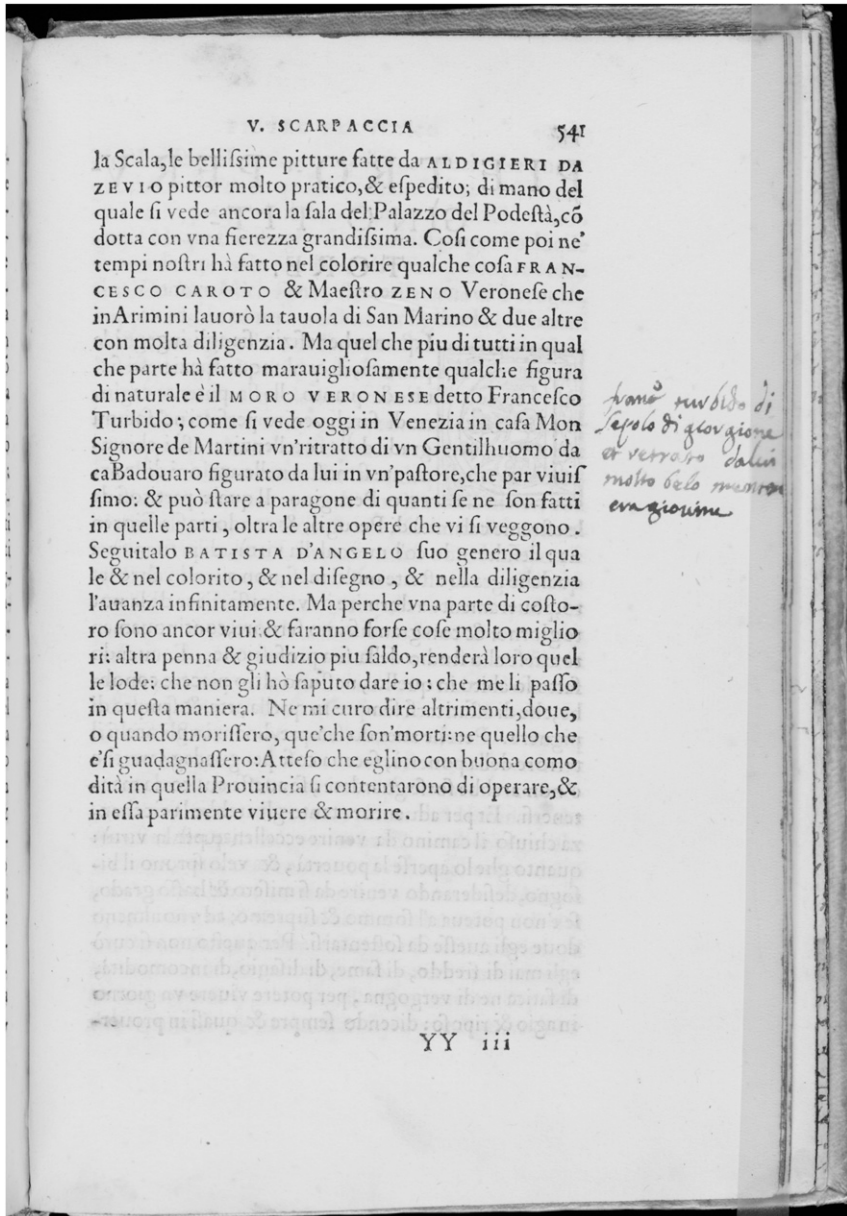 V. SCARPACCIA 541
la Scala,le belliſsime pitture fatte da ALDIGIERI DA
ZEVIO pittor molto pratico,& eſpedito; di mano del
quale ſi vede ancora la ſala del Palazzo del Podeſtà,cõ
dotta con vna fierezza grandiſsima. Coſi come poi ne'
tempi noſtri hà fatto nel colorire qualche coſa FRAN-
CESCO CAROTO & Maeſtro ZENO Veroneſe che
in Arimini lauorò la tauola di San Marino & due altre
con molta diligenzia. Ma quel che piu di tutti in qual
che parte hà fatto marauiglioſamente qualche figura
di naturale è il MORO VERONESE detto Franceſco
Turbido; come ſi vede oggi in Venezia in caſa Mon
Signore de Martini vn'ritratto di vn Gentilhuomo da
caBadouaro figurato da lui in vn'paſtore,che par viuiſ
ſimo: & può ſtare a paragone di quanti ſe ne ſon fatti
in quelle parti, oltra le altre opere che vi ſi veggono.
Seguitalo BATISTA D'ANGELO ſuo genero il qua
le & nel colorito, & nel diſegno, & nella diligenzia
l'auanza infinitamente. Ma perche vna parte di coſto-
ro ſono ancor viui & faranno forſe coſe molto miglio
ri: altra penna & giudizio piu ſaldo,renderà loro quel
le lode: che non gli hò ſaputo dare io: che me li paſſo
in queſta maniera. Ne mi curo dire altrimenti,doue,
o quando moriſſero, que'che ſon'morti:ne quello che
e'ſi guadagnaſſero:Atteſo che eglino con buona como
dità in quella Prouincia ſi contentarono di operare,&
in eſſa parimente viuere & morire.
YY iii
turbido di
di giorgione
et retrato dalui
molto belo
era giovine